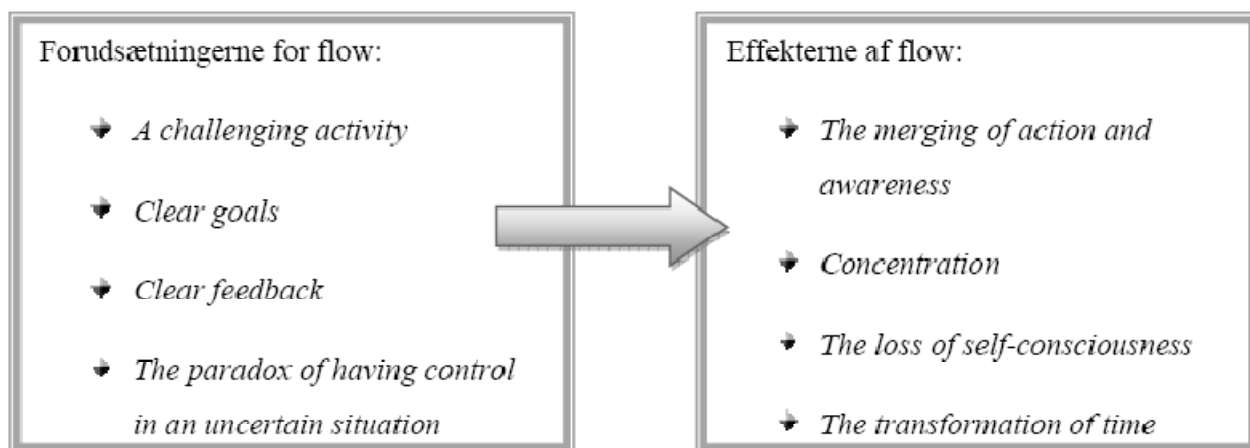 Forudsætningerne for flow:
A challenging activity
Clear goals
Clear feedback
The paradox of having control
in an uncertain situation
Effekterne af flow:
The merging of action and
awareness
Concentration
The loss of self-consciousness
The transformation of time